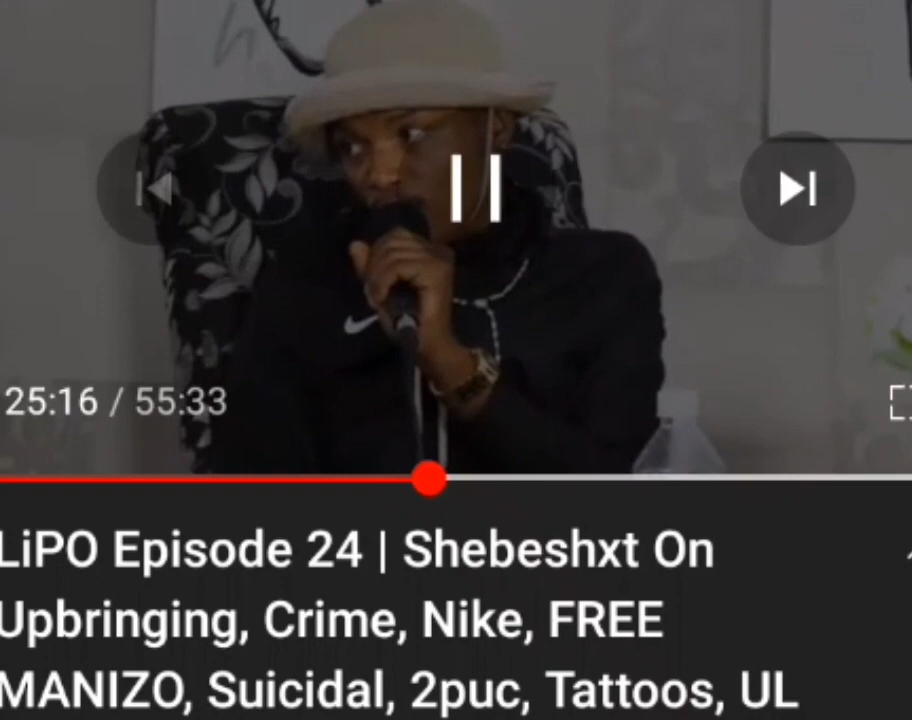 25:16 / 55:33
LiPO Episode 24 | Shebeshxt On
Upbringing, Crime, Nike, FREE
MANIZO, Suicidal, 2puc, Tattoos, UL